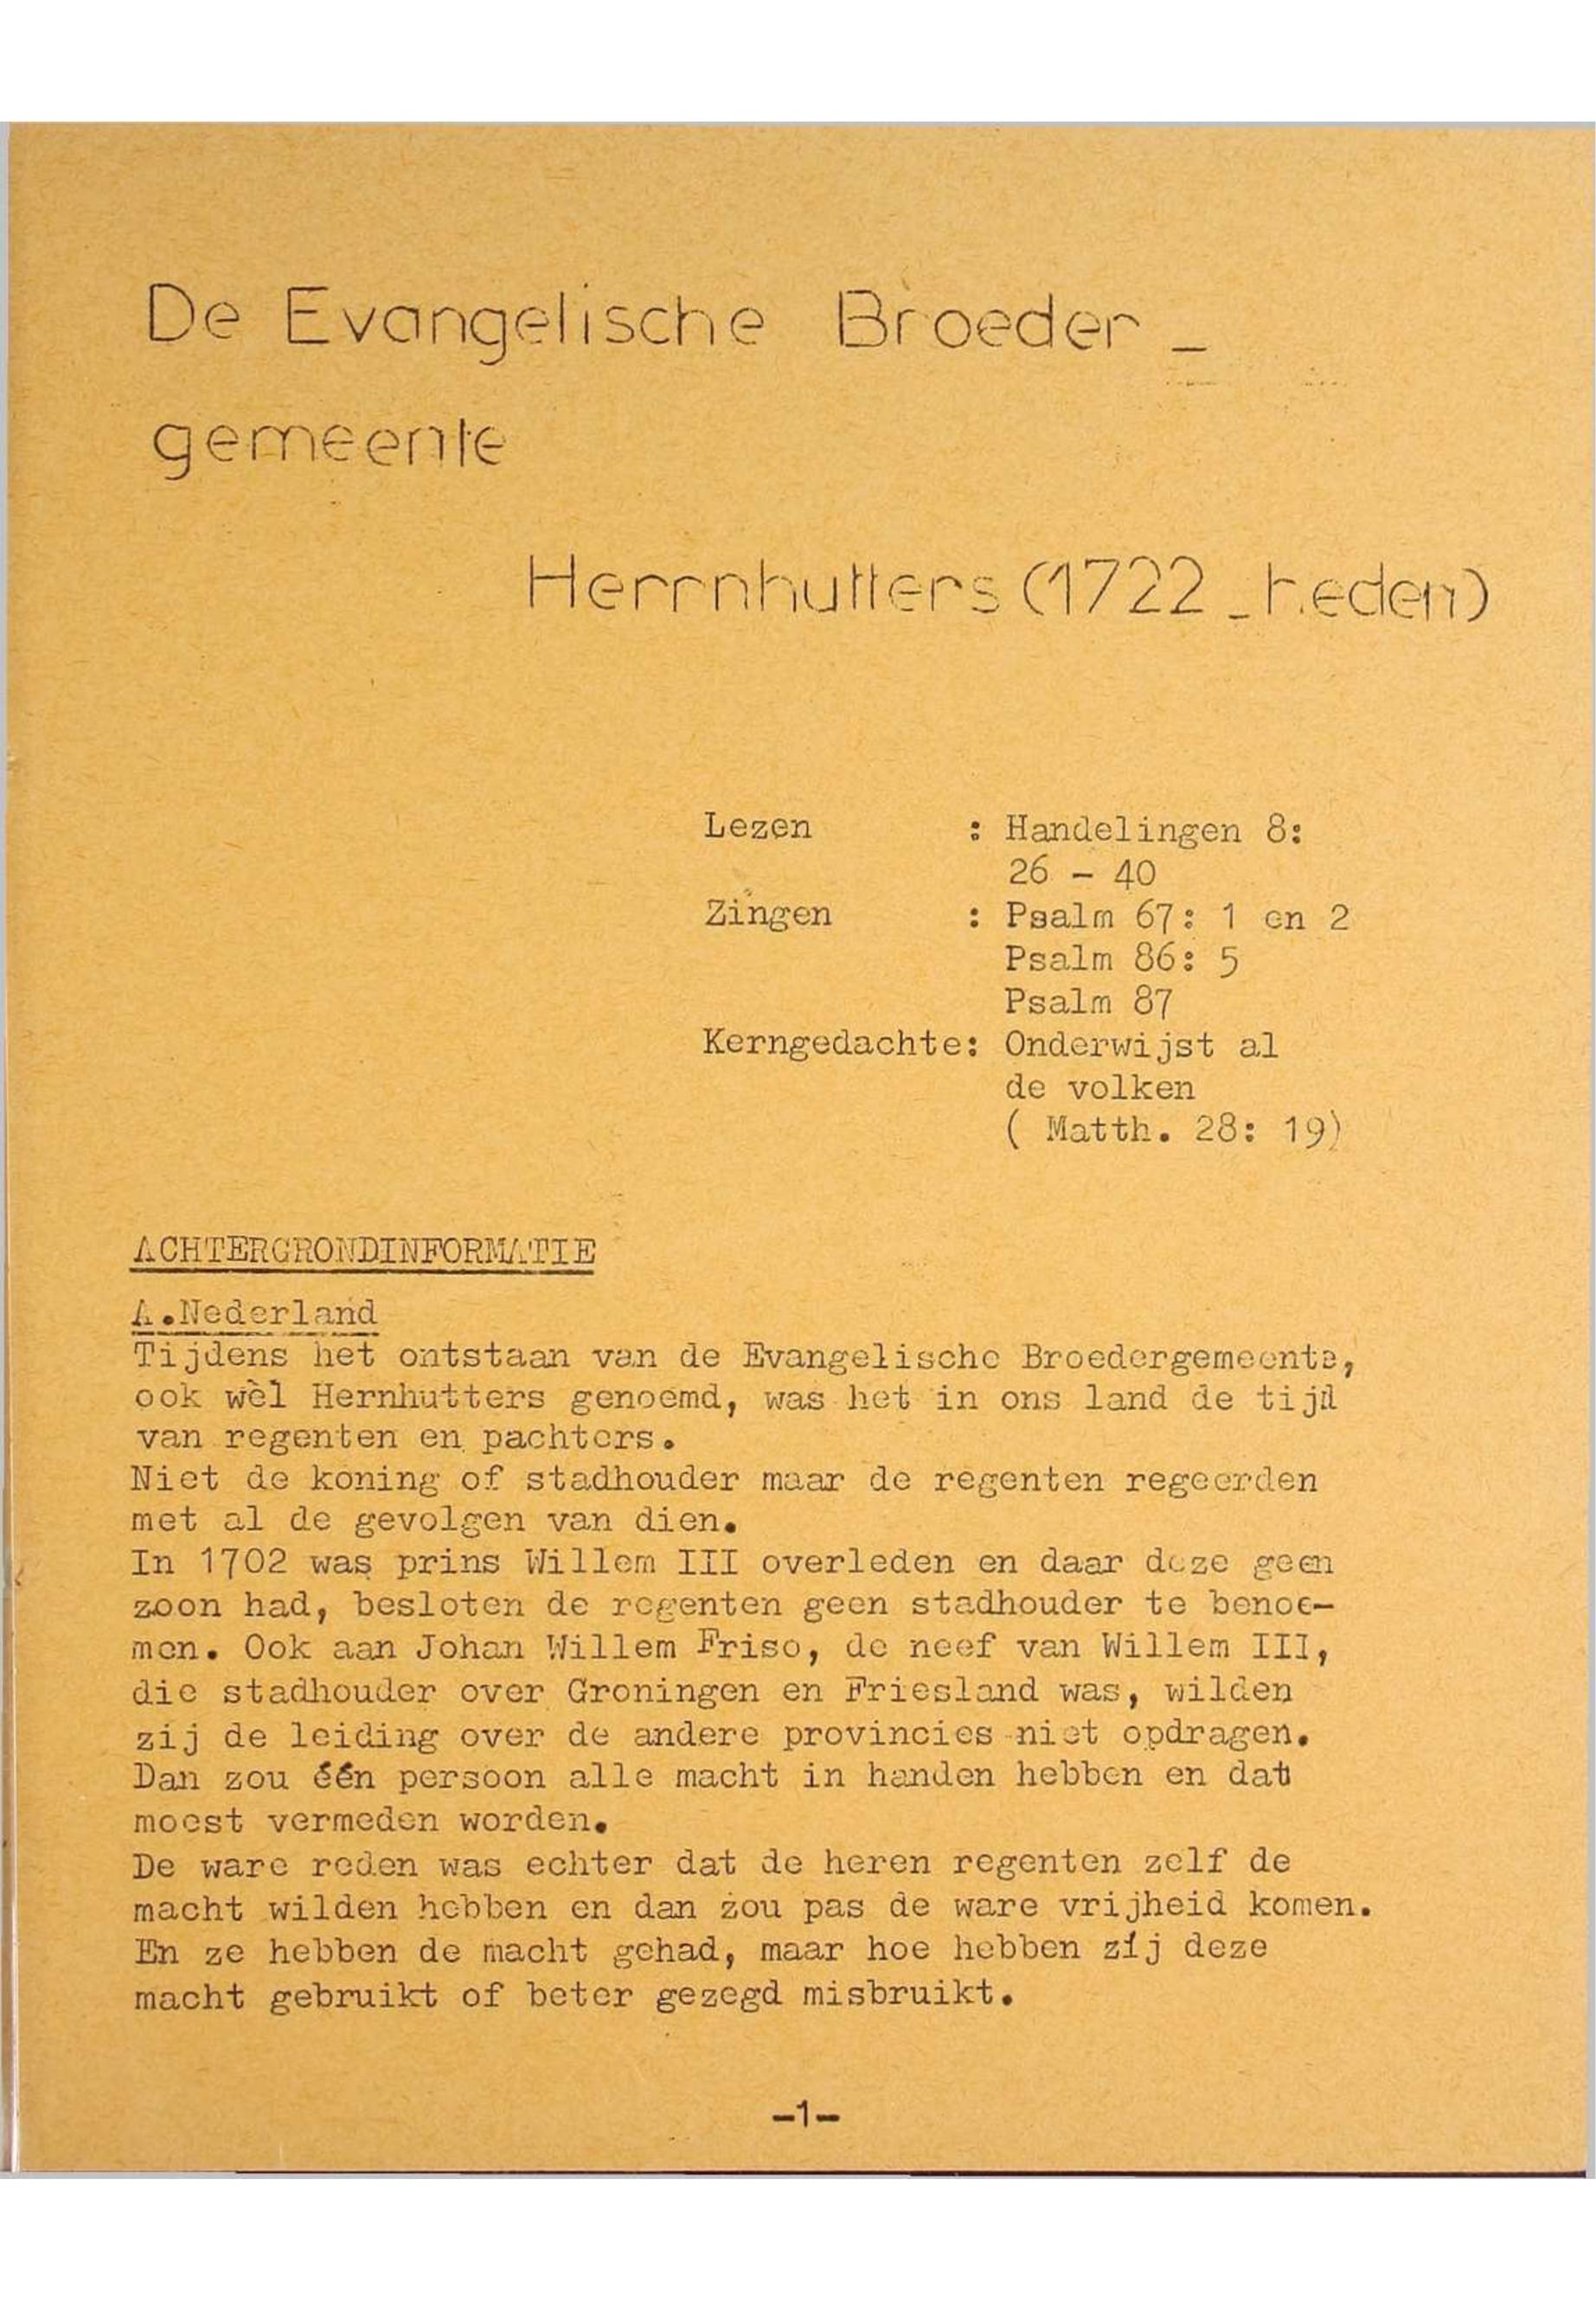 De Evangelische Broeder_
gemeente
Herrnhutters (1722_heden)
Lezen : Handelingen 8:
26 - 40
Zingen : Psalm 67: 1 en 2
Psalm 86: 5
Psalm 87
Kerngedachte: Onderwijst al
de volken
( Matth. 28: 19)
ACHTERGRONDINFORMATIE
A.Nederland
Tijdens het ontstaan van de Evangelische Broedergemeente,
ook wèl Hernhutters genoemd, was het in ons land de tijd
van regenten en pachters.
Niet de koning of stadhouder maar de regenten regeerden
met al de gevolgen van dien.
In 1702 was prins Willem III overleden en daar deze geen
zoon had, besloten de regenten geen stadhouder te benoe-
men. Ook aan Johan Willem Friso, de neef van Willem III,
die stadhouder over Groningen en Friesland was, wilden
zij de leiding over de andere provincies niet opdragen.
Dan zou één persoon alle macht in handen hebben en dat
moest vermeden worden.
De ware reden was echter dat de heren regenten zelf de
macht wilden hebben en dan zou pas de ware vrijheid komen.
En ze hebben de macht gehad, maar hoe hebben zij deze
macht gebruikt of beter gezegd misbruikt.
-1-